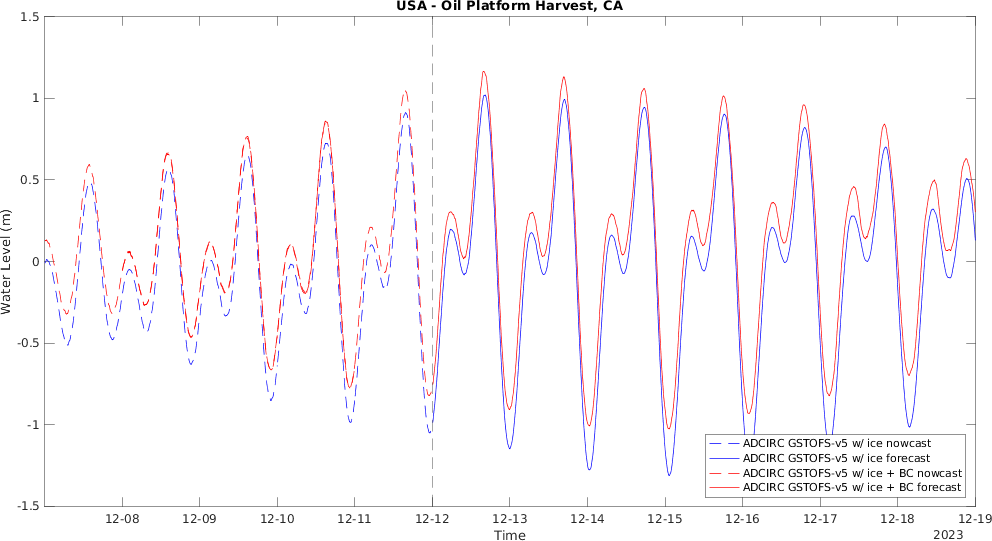 USA - Oil Platform Harvest, CA
Water Level (m)
1.5
1
0.5
0
-0.5
-1
-1.5
ADCIRC GSTOFS-v5 w/ ice nowcast
ADCIRC GSTOFS-v5 w/ ice forecast
ADCIRC GSTOFS-v5 w/ ice + BC nowcast
ADCIRC GSTOFS-v5 w/ ice + BC forecast
12-08 12-09 12-10 12-11 12-12 12-13 12-14 12-15 12-16 12-17 12-18 12-19
Time
2023